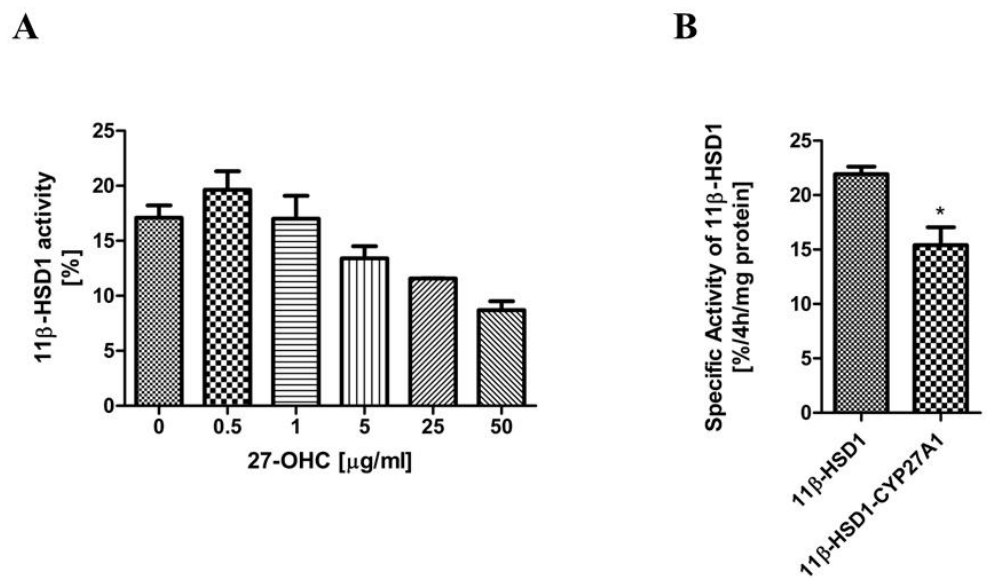 A
B
11β-HSD1 activity
[%]
25
20
15
10
5
0
0 0.5 1 5 25 50
27-OHC [μg/ml]
Specific Activity of 11β-HSD1
[%/4h/mg protein]
25
20
15
10
5
0
*
11β-HSD1
11β-HSD1-CYP27A1